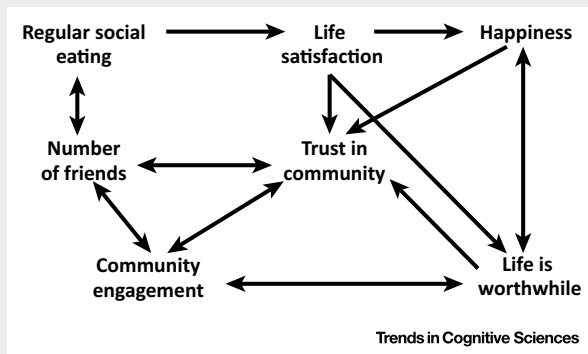 Regular social
eating
Life
satisfaction
Happiness
Number
of friends
Trust in
community
Community
engagement
Life is
worthwhile
Trends in Cognitive Sciences